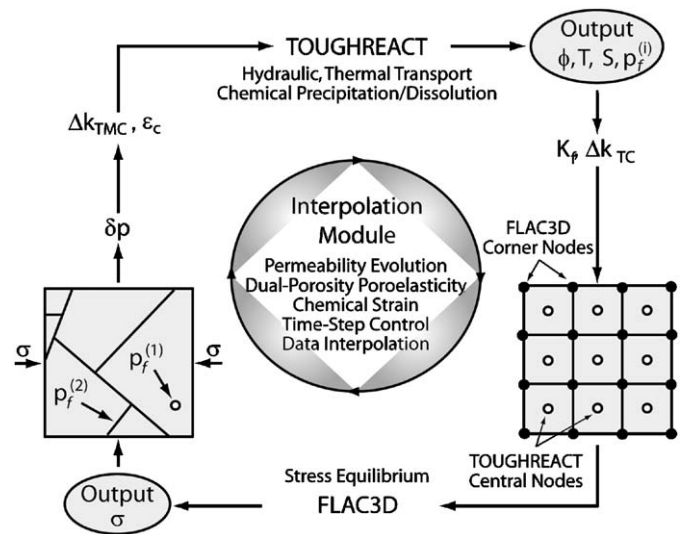 TOUGHREACT
Hydraulic, Thermal Transport
Chemical Precipitation/Dissolution
Output
ϕ, T, S, p_f^(i)
K_f, Δk_TC
FLAC3D
Corner Nodes
TOUGHREACT
Central Nodes
Stress Equilibrium
FLAC3D
Output
σ
σ
σ
p_f^(1)
p_f^(2)
δp
Δk_TMC, ε_c
Interpolation
Module
Permeability Evolution
Dual-Porosity Poroelasticity
Chemical Strain
Time-Step Control
Data Interpolation